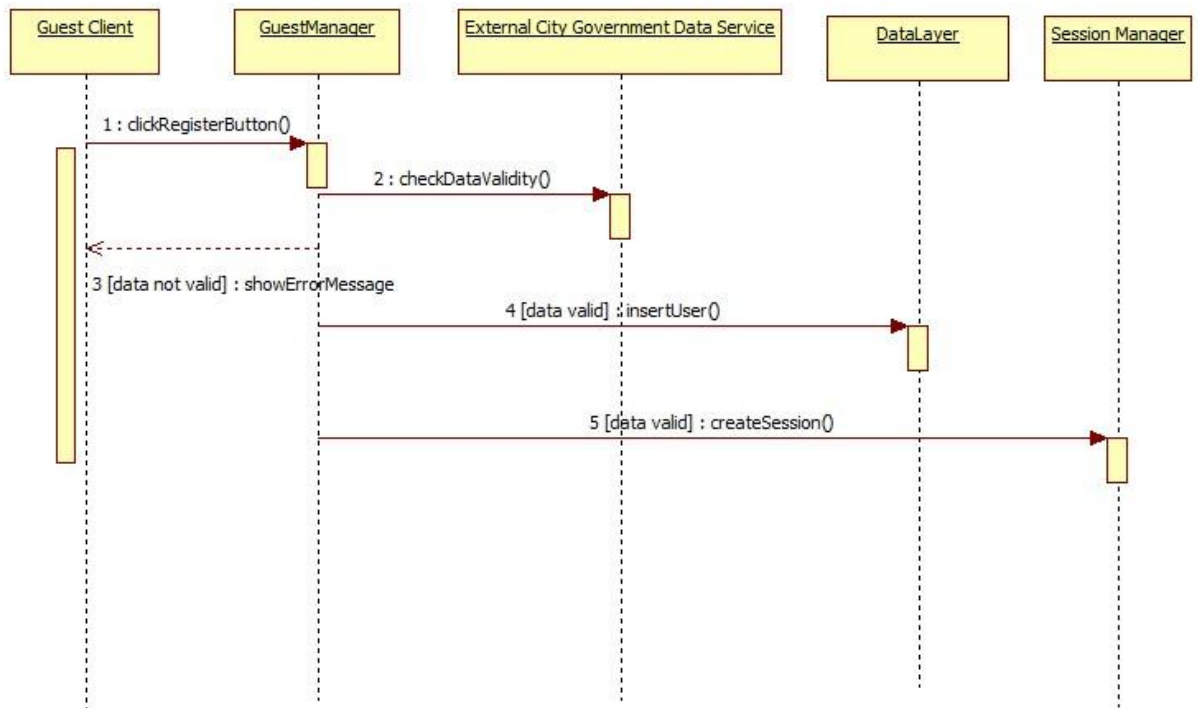 Guest Client
GuestManager
External City Government Data Service
DataLayer
Session Manager
1 : clickRegisterButton()
2 : checkDataValidity()
3 [data not valid] : showErrorMessage
4 [data valid] : insertUser()
5 [data valid] : createSession()